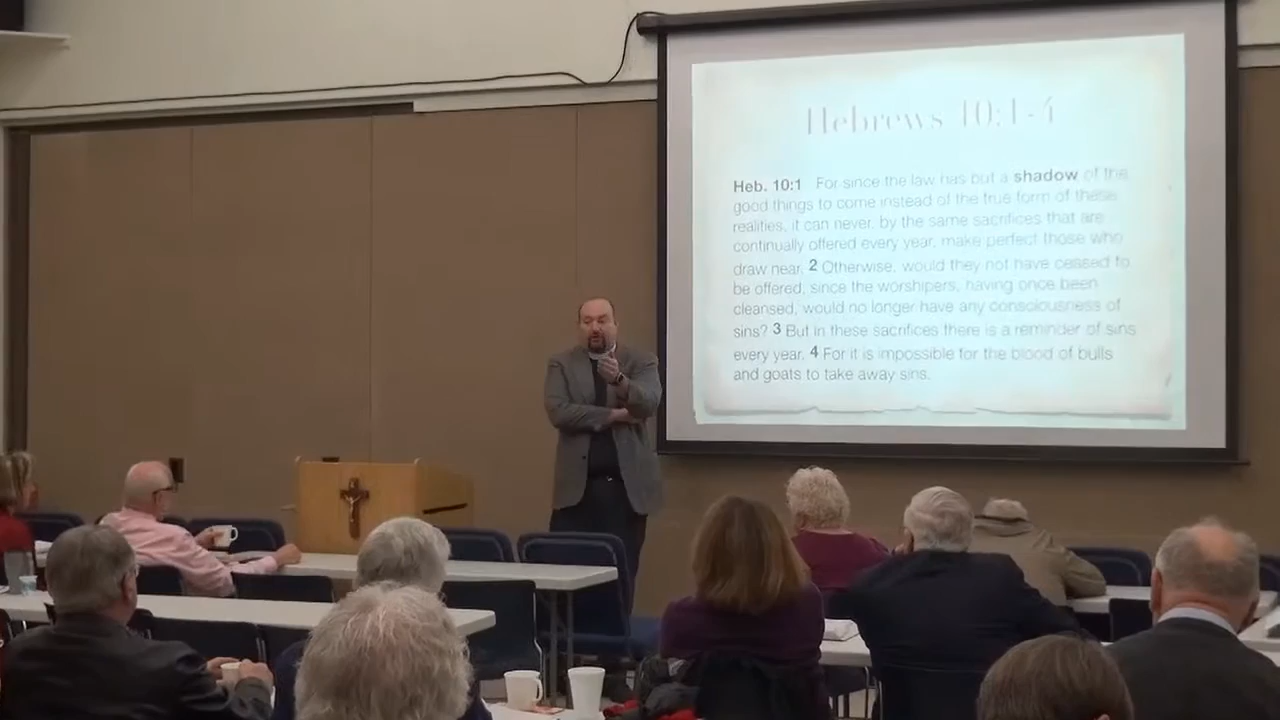 Hebrews 10:1-4
Heb. 10:1 For since the law has but a shadow of the
good things to come instead of the true form of these
realities, it can never, by the same sacrifices that are
continually offered every year, make perfect those who
draw near. 2 Otherwise, would they not have ceased to
be offered, since the worshipers, having once been
cleansed, would no longer have any consciousness of
sins? 3 But in these sacrifices there is a reminder of sins
every year. 4 For it is impossible for the blood of bulls
and goats to take away sins.